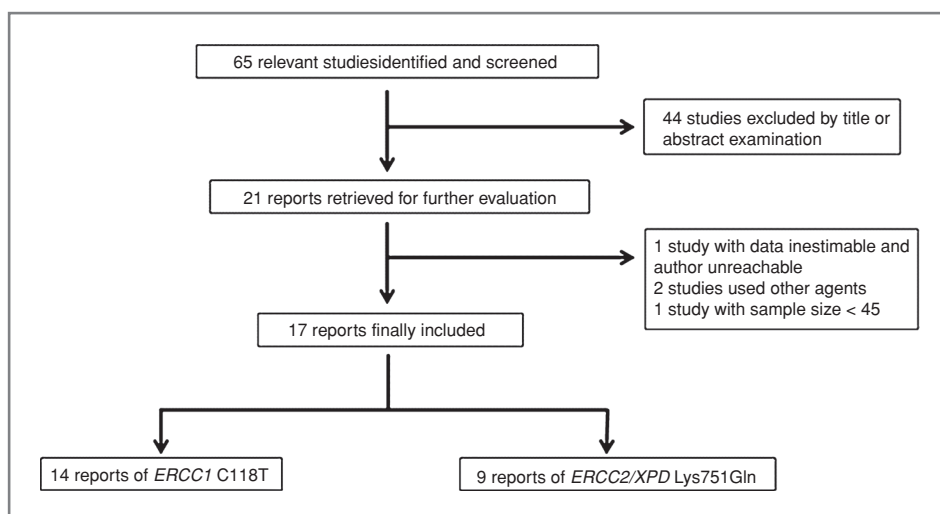 65 relevant studiesidentified and screened
44 studies excluded by title or
abstract examination
21 reports retrieved for further evaluation
1 study with data inestimable and
author unreachable
2 studies used other agents
1 study with sample size < 45
17 reports finally included
14 reports of ERCC1 C118T
9 reports of ERCC2/XPD Lys751Gln